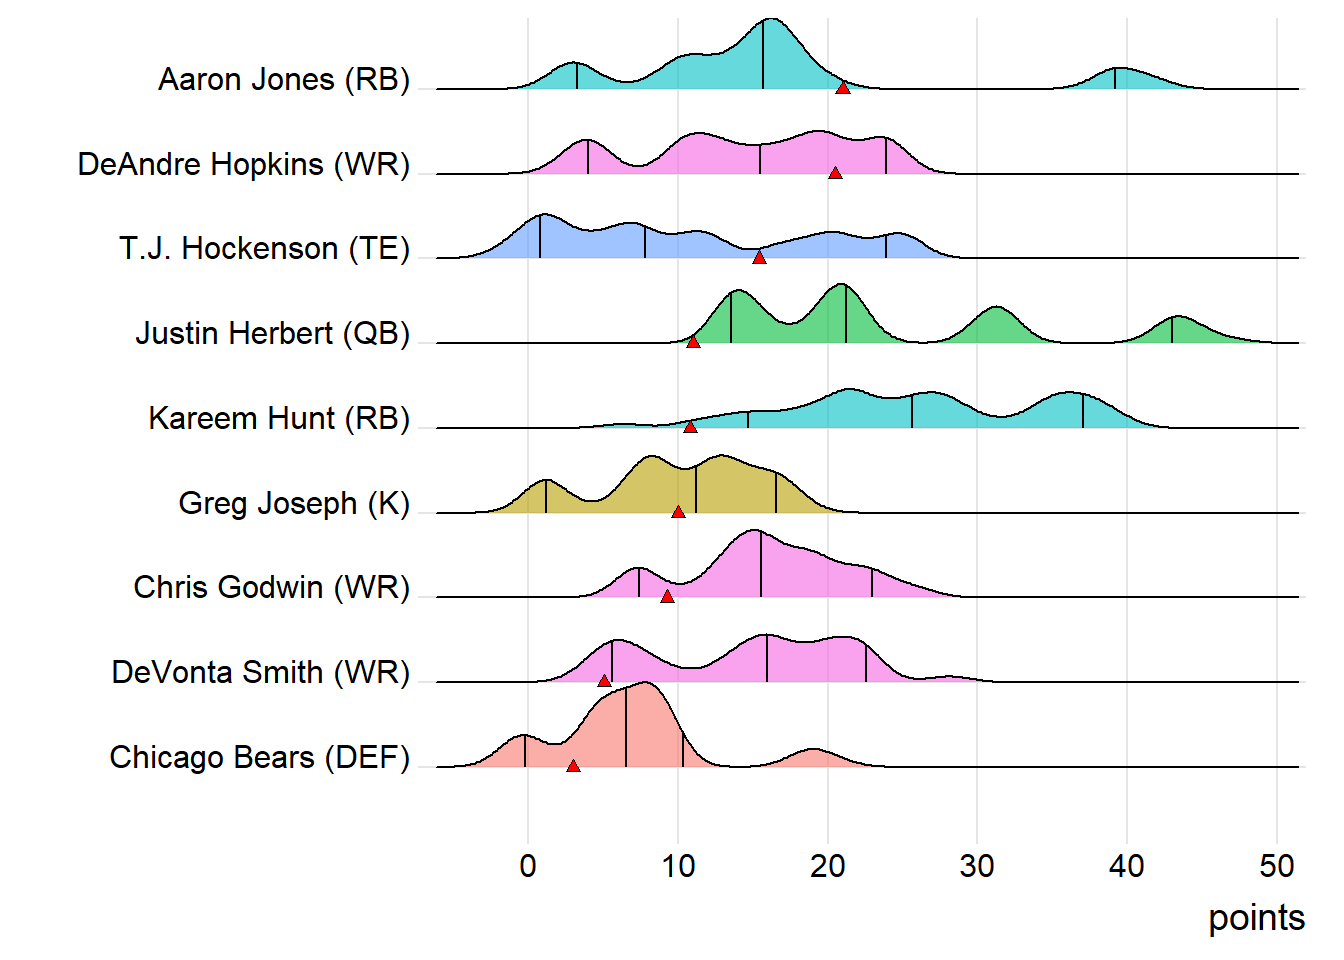 Aaron Jones (RB)
DeAndre Hopkins (WR)
T.J. Hockenson (TE)
Justin Herbert (QB)
Kareem Hunt (RB)
Greg Joseph (K)
Chris Godwin (WR)
DeVonta Smith (WR)
Chicago Bears (DEF)
0 10 20 30 40 50
points